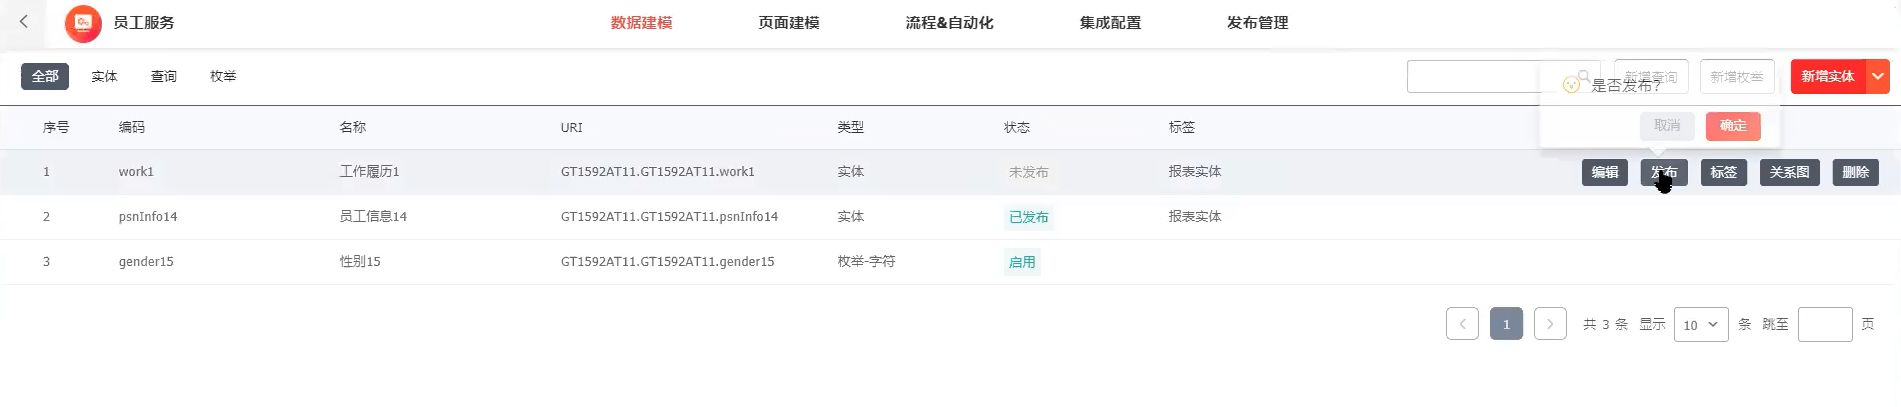 员工服务 数据建模 页面建模 流程&自动化 集成配置 发布管理
全部 实体 查询 枚举 新增查询 新增枚举 新增实体
是否发布?
取消 确定
序号 编码 名称 URI 类型 状态 标签
1 work1 工作履历1 GT1592AT11.GT1592AT11.work1 实体 未发布 报表实体 编辑 发布 标签 关系图 删除
2 psnInfo14 员工信息14 GT1592AT11.GT1592AT11.psnInfo14 实体 已发布 报表实体
3 gender15 性别15 GT1592AT11.GT1592AT11.gender15 枚举-字符 启用
1 共 3 条 显示 10 条 跳至 页